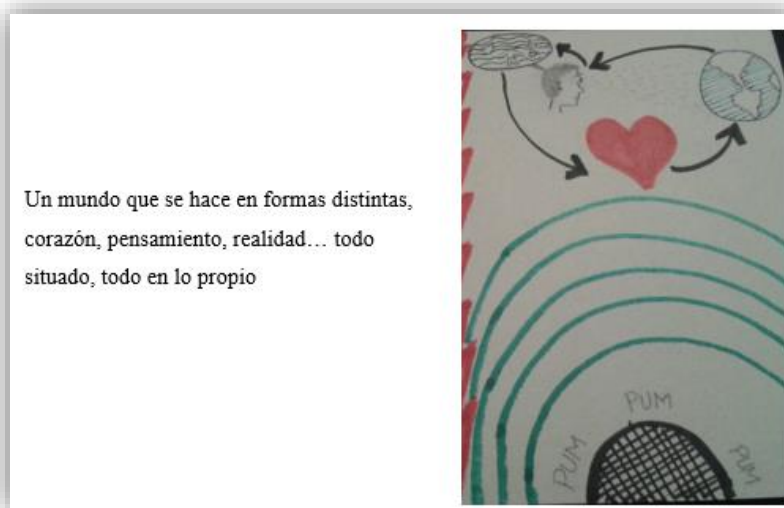 Un mundo que se hace en formas distintas,
corazón, pensamiento, realidad… todo
situado, todo en lo propio
PUM
PUM
PUM